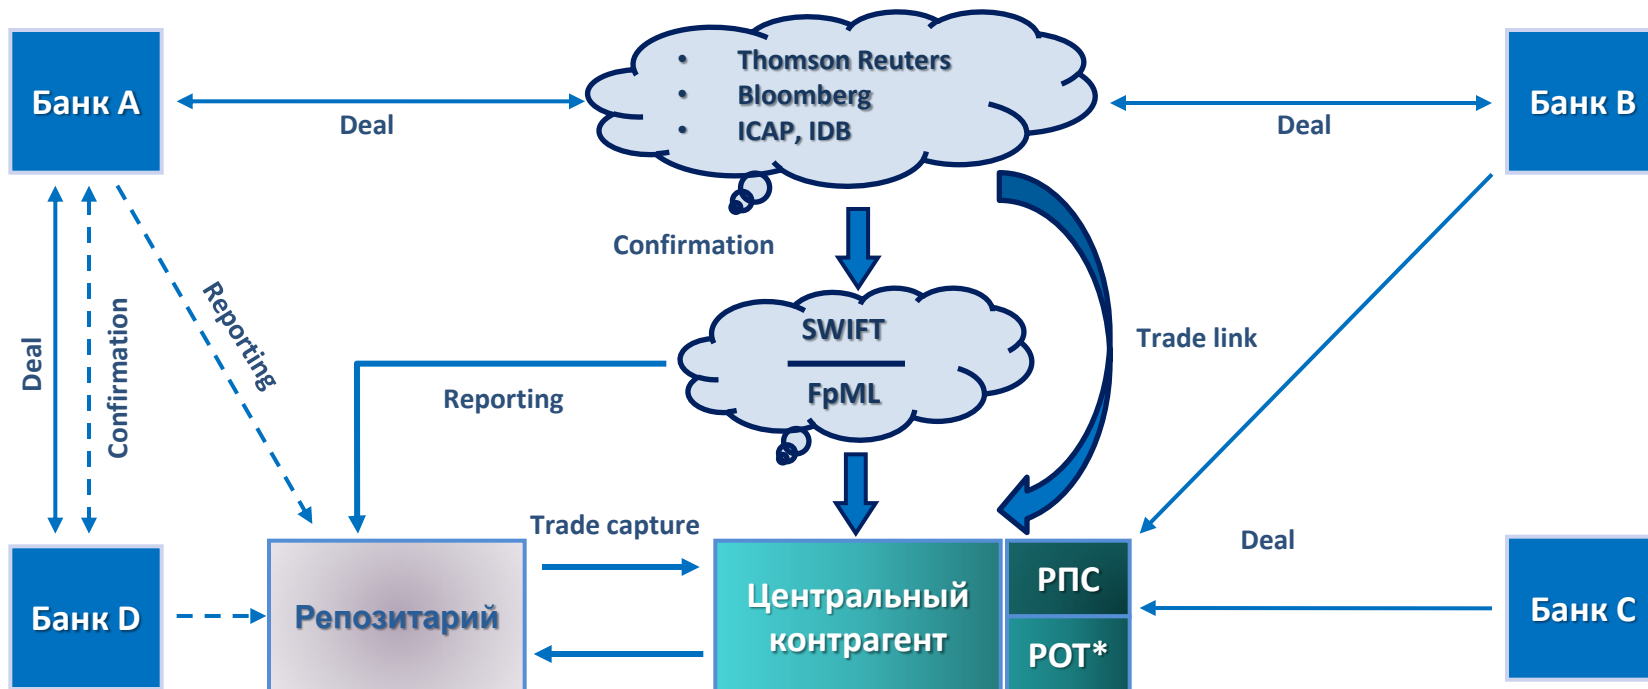 Банк A
• Thomson Reuters
• Bloomberg
• ICAP, IDB
Банк B
Deal
Deal
Confirmation
Trade link
Deal
Confirmation
Reporting
SWIFT
FpML
Reporting
Trade capture
Deal
Банк D
Репозитарий
Центральный
контрагент
РПС
РОТ*
Банк C